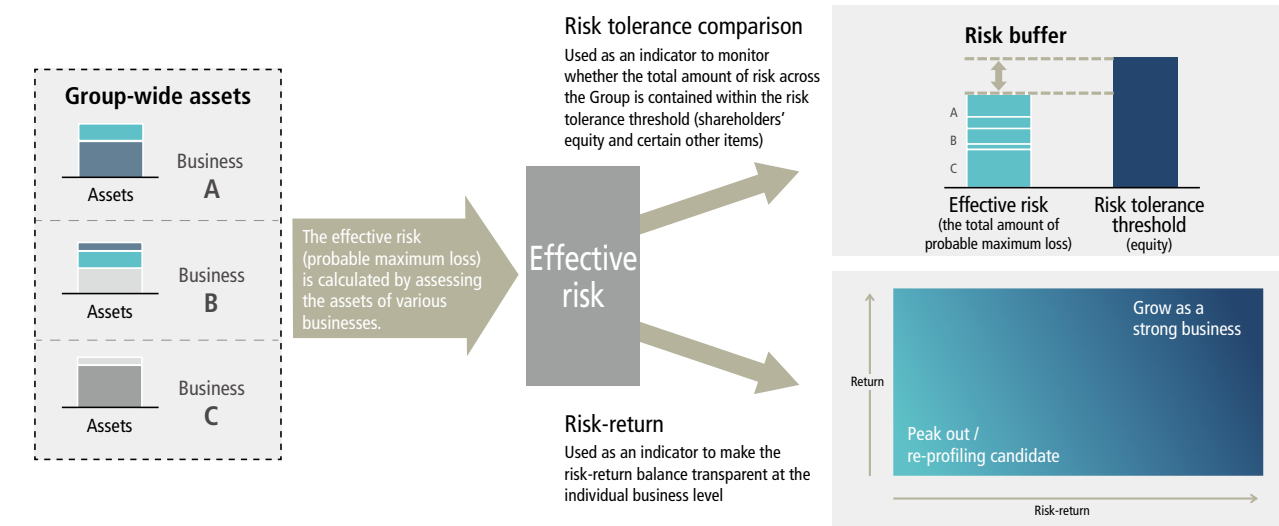 Group-wide assets
Business
A
Assets
Business
B
Assets
Business
C
Assets
The effective risk
(probable maximum loss)
is calculated by assessing
the assets of various
businesses.
Effective
risk
Risk tolerance comparison
Used as an indicator to monitor
whether the total amount of risk across
the Group is contained within the risk
tolerance threshold (shareholders’
equity and certain other items)
Risk-return
Used as an indicator to make the
risk-return balance transparent at the
individual business level
Risk buffer
A
B
C
Effective risk
(the total amount of
probable maximum loss)
Risk tolerance
threshold
(equity)
Return
Grow as a
strong business
Peak out /
re-profiling candidate
Risk-return